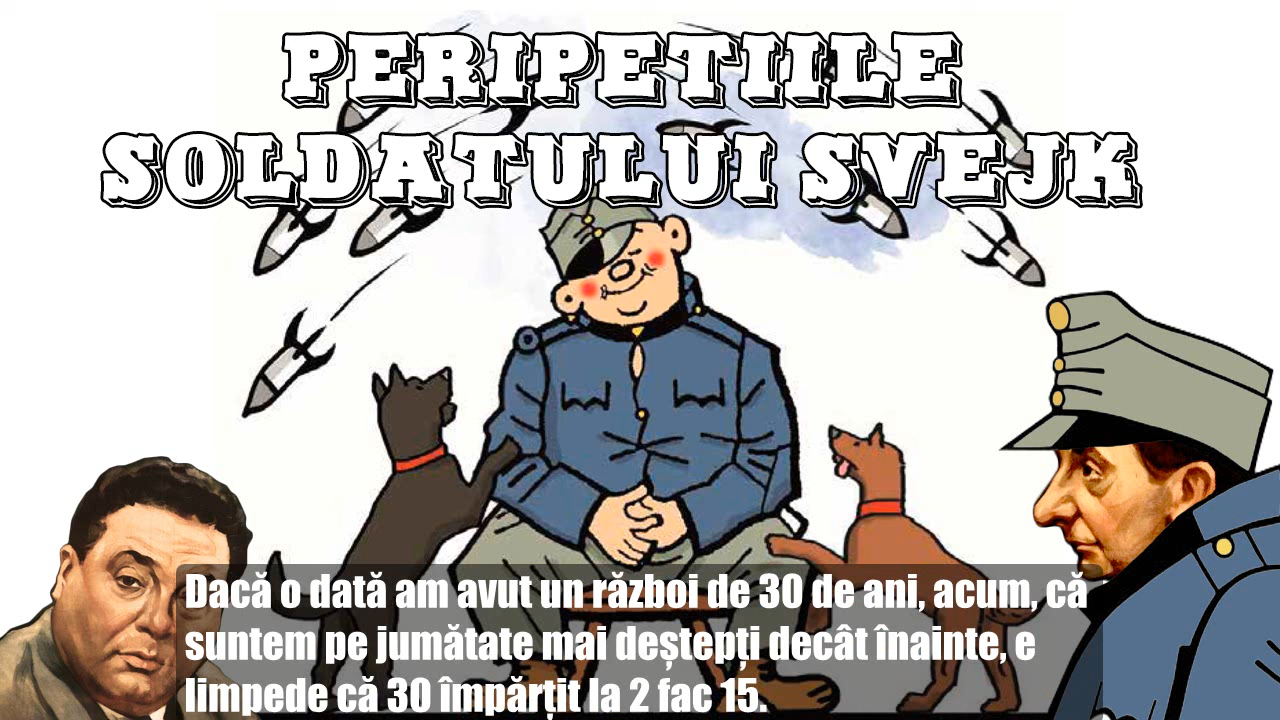 PERIPETIILE
SOLDATULUI SVEJK
Dacă o dată am avut un război de 30 de ani, acum, că
suntem pe jumătate mai deștepți decât înainte, e
limpede că 30 împărțit la 2 fac 15.